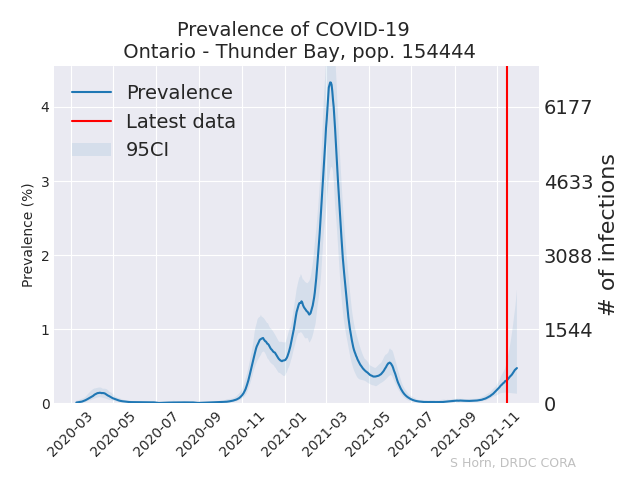 Prevalence of COVID-19
Ontario - Thunder Bay, pop. 154444
Prevalence
Latest data
95CI
Prevalence (%)
4
3
2
1
0
6177
4633
3088
1544
0
# of infections
2020-03
2020-05
2020-07
2020-09
2020-11
2021-01
2021-03
2021-05
2021-07
2021-09
2021-11
S Horn, DRDC CORA